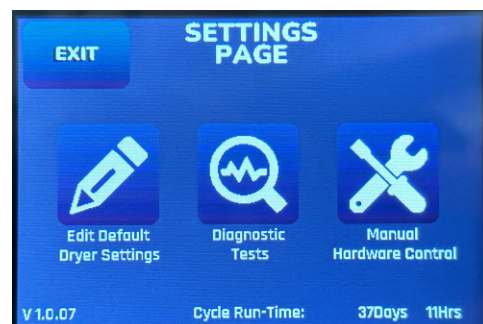 EXIT
SETTINGS
PAGE
Edit Default
Dryer Settings
Diagnostic
Tests
Manual
Hardware Control
V 1.0.07
Cycle Run-Time:
37Days 11Hrs